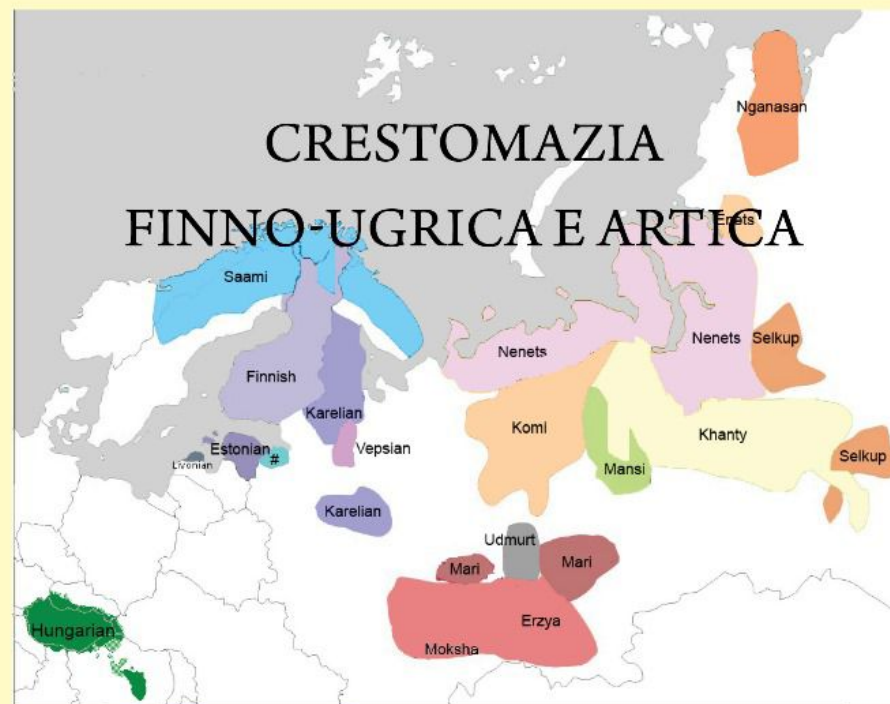 CRESTOMAZIA
FINNO-UGRICA E ARTICA
Nganasan
Enets
Saami
Nenets
Nenets
Selkup
Finnish
Karelian
Komi
Khanty
Estonian
#
Vepsian
Livonian
Mansi
Selkup
Karelian
Udmurt
Mari
Mari
Hungarian
Erzya
Moksha